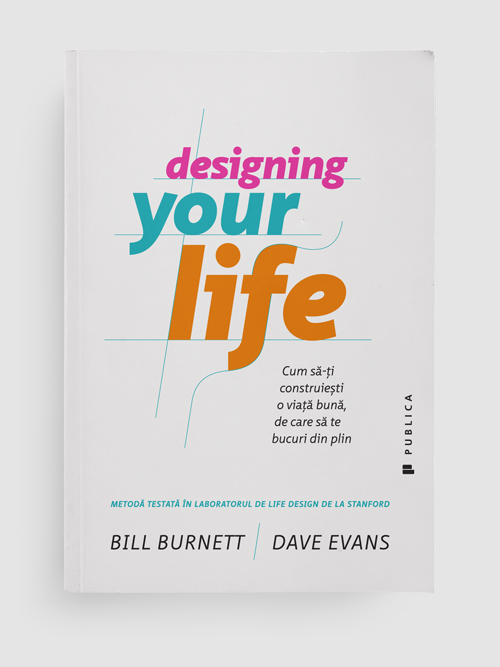 designing
your
life
Cum să-ți
construiești
o viață bună,
de care să te
bucuri din plin
PUBLICA
METODĂ TESTATĂ ÎN LABORATORUL DE LIFE DESIGN DE LA STANFORD
BILL BURNETT / DAVE EVANS